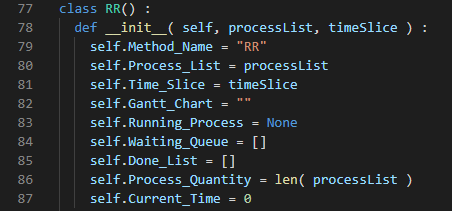 77 class RR() :
78 def __init__( self, processList, timeSlice ) :
79 self.Method_Name = "RR"
80 self.Process_List = processList
81 self.Time_Slice = timeSlice
82 self.Gantt_Chart = ""
83 self.Running_Process = None
84 self.Waiting_Queue = []
85 self.Done_List = []
86 self.Process_Quantity = len( processList )
87 self.Current_Time = 0